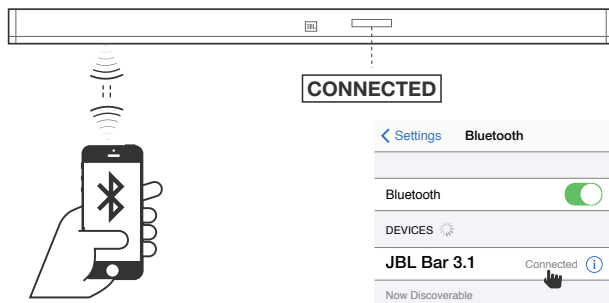 JBL
CONNECTED
Settings Bluetooth
Bluetooth
DEVICES
JBL Bar 3.1 Connected i
Now Discoverable